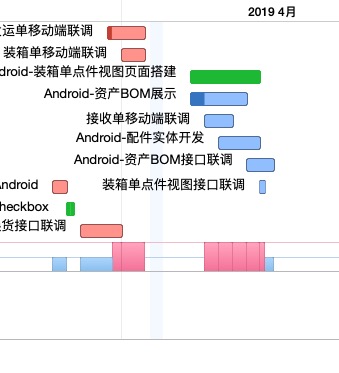 2019 4月
运单移动端联调
装箱单移动端联调
droid-装箱单点件视图页面搭建
Android-资产BOM展示
接收单移动端联调
Android-配件实体开发
Android-资产BOM接口联调
Android
装箱单点件视图接口联调
heckbox
货接口联调